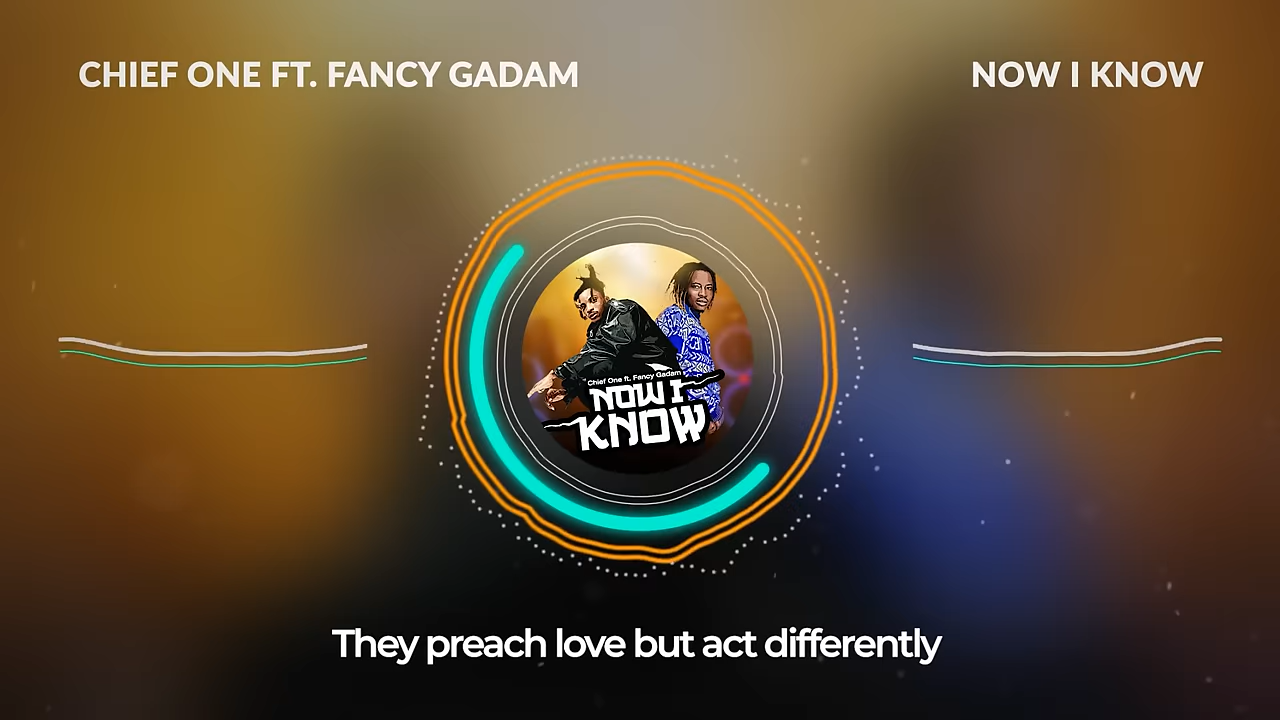 CHIEF ONE FT. FANCY GADAM
NOW I KNOW
Chief One ft. Fancy Gadam
NOW I
KNOW
They preach love but act differently